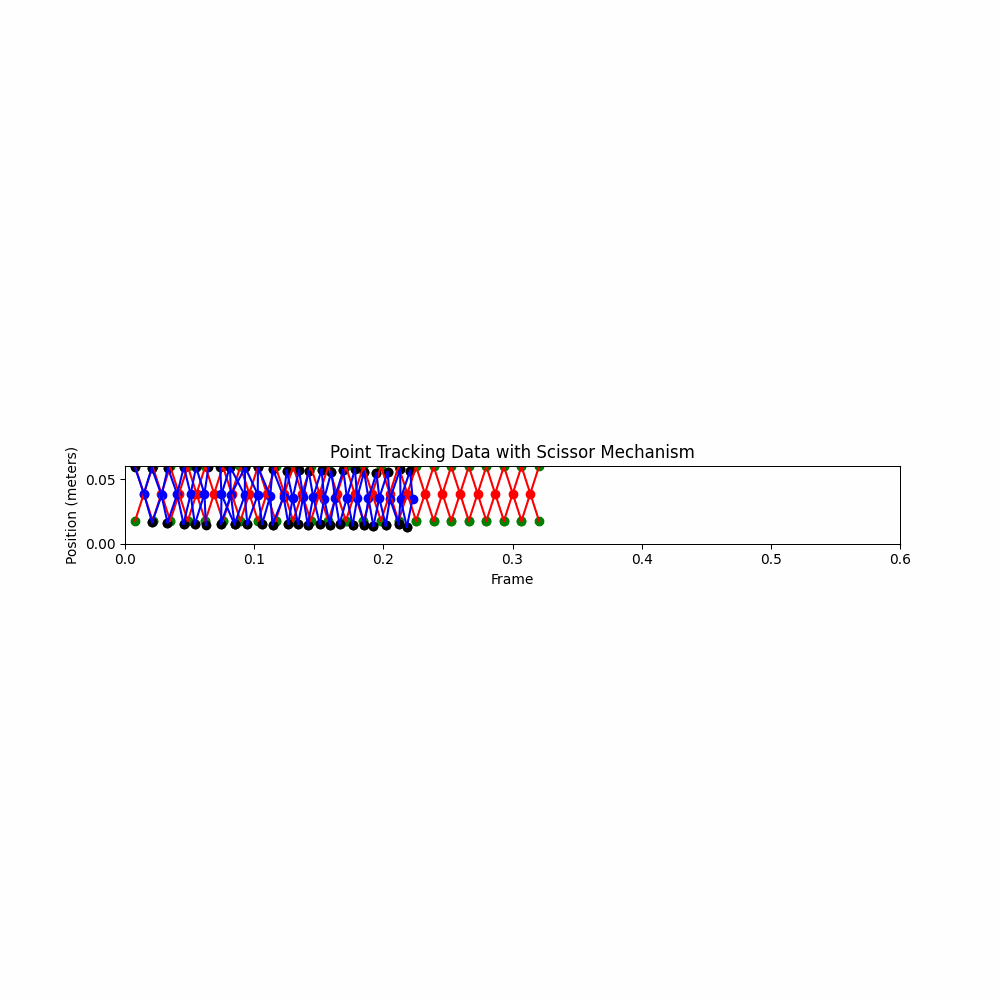 Point Tracking Data with Scissor Mechanism
Position (meters)
0.05
0.00
0.0 0.1 0.2 0.3 0.4 0.5 0.6
Frame